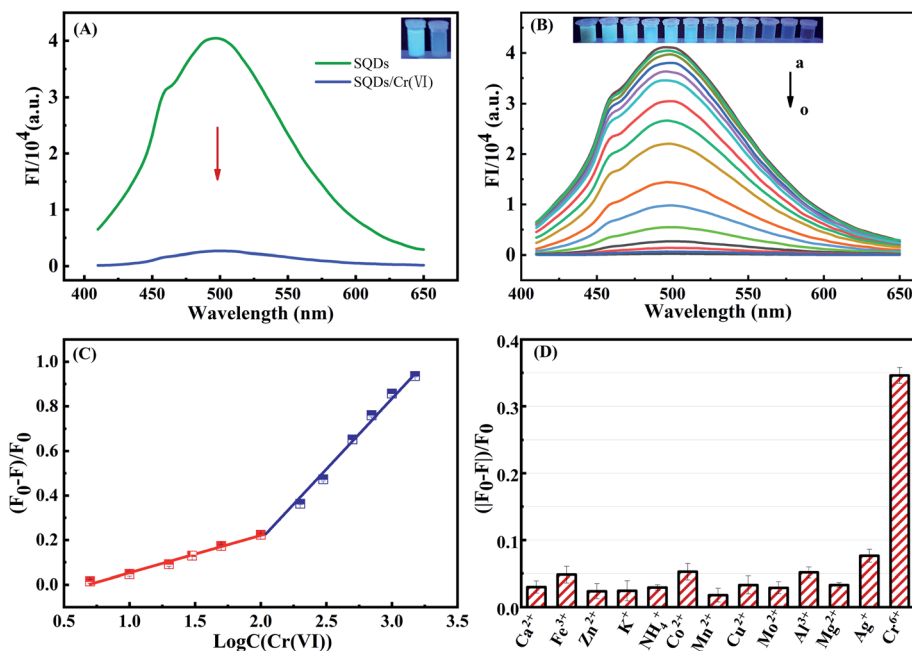 (A)
SQDs
SQDs/Cr(VI)
FI/10⁴(a.u.)
4
3
2
1
0
400 450 500 550 600 650
Wavelength (nm)
(B)
a
o
FI/10⁴ (a.u.)
4
3
2
1
0
400 450 500 550 600 650
Wavelength (nm)
(C)
(F₀-F)/F₀
1.0
0.8
0.6
0.4
0.2
0.0
0.5 1.0 1.5 2.0 2.5 3.0 3.5
LogC(Cr(VI))
(D)
(|F0-F|)/F0
0.4
0.3
0.2
0.1
0.0
Ca²⁺ Fe³⁺ Zn²⁺ K⁺ NH₄⁺ Co²⁺ Mn²⁺ Cu²⁺ Mo²⁺ Al³⁺ Mg²⁺ Ag⁺ Cr⁶⁺